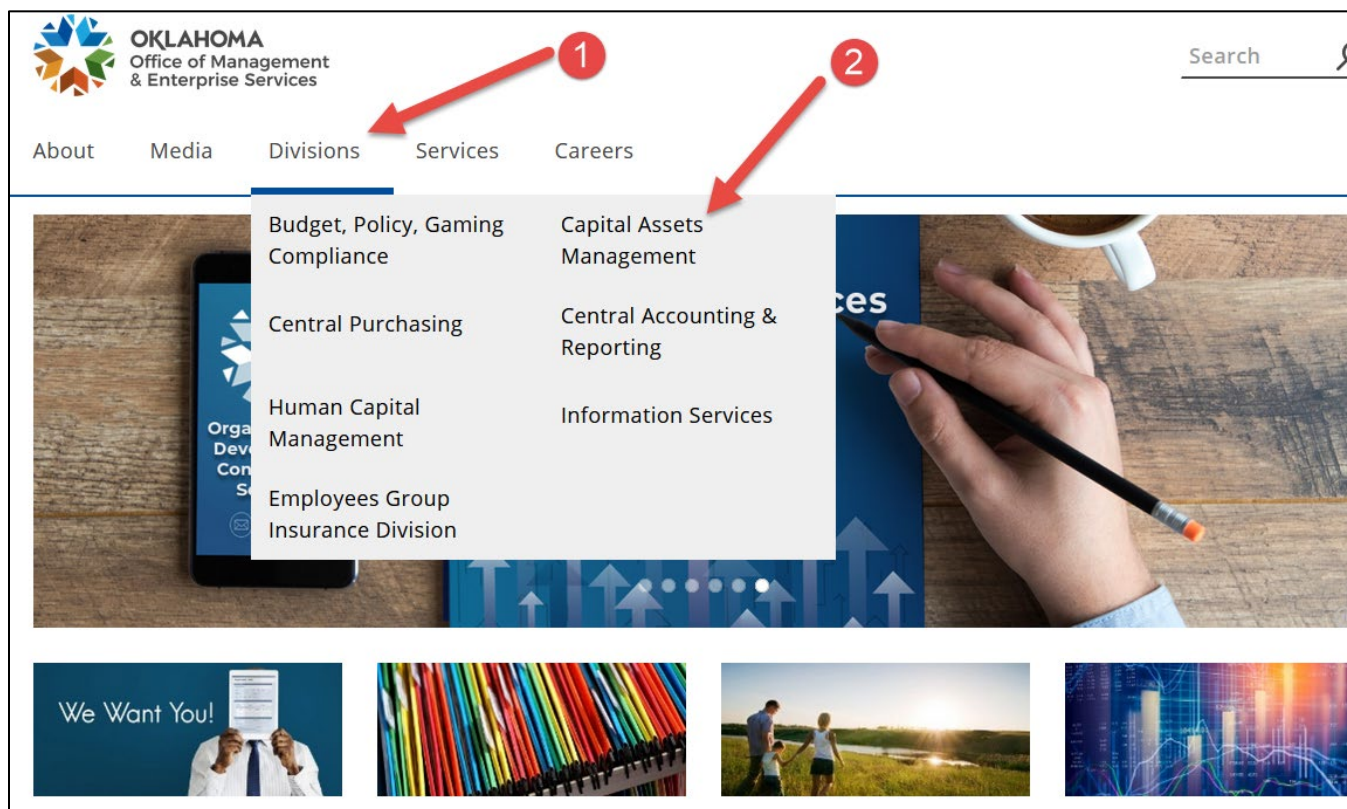 OKLAHOMA
Office of Management
& Enterprise Services
1
2
Search
About Media Divisions Services Careers
Budget, Policy, Gaming
Compliance
Capital Assets
Management
Central Purchasing
Central Accounting &
Reporting
Human Capital
Management
Information Services
Employees Group
Insurance Division
We Want You!